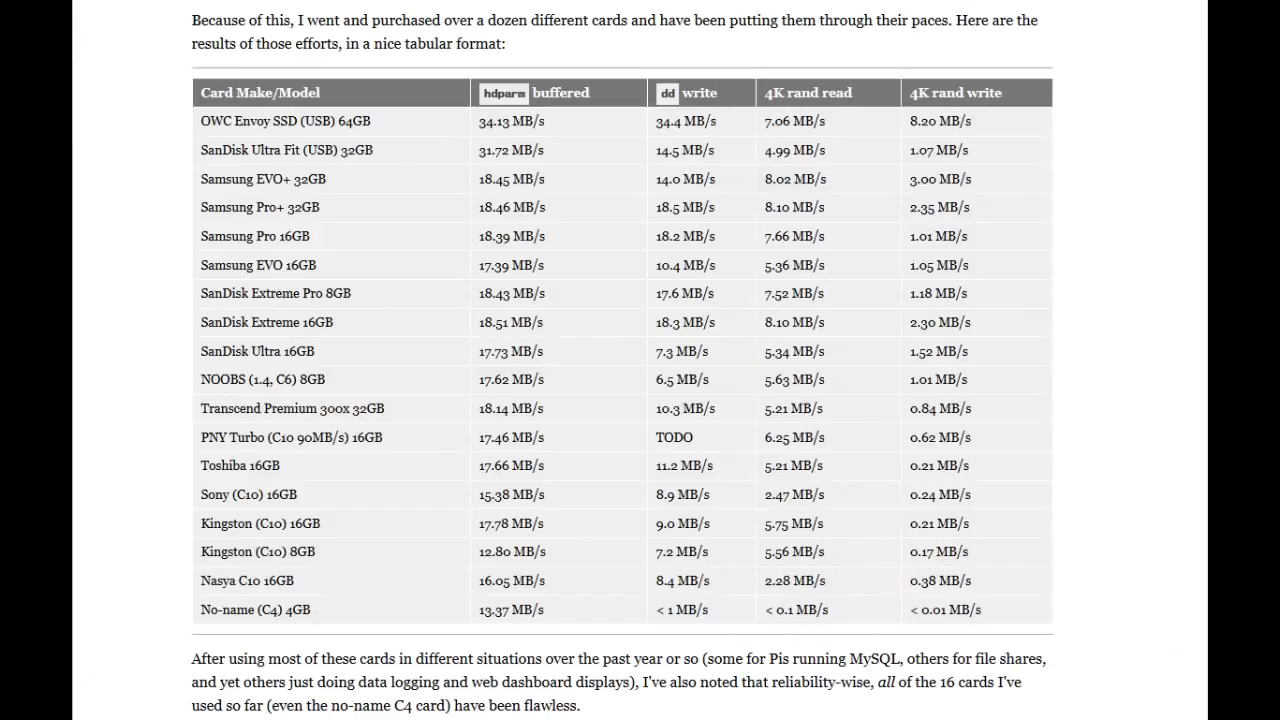 Because of this, I went and purchased over a dozen different cards and have been putting them through their paces. Here are the
results of those efforts, in a nice tabular format:
Card Make/Model hdparm buffered dd write 4K rand read 4K rand write
OWC Envoy SSD (USB) 64GB 34.13 MB/s 34.4 MB/s 7.06 MB/s 8.20 MB/s
SanDisk Ultra Fit (USB) 32GB 31.72 MB/s 14.5 MB/s 4.99 MB/s 1.07 MB/s
Samsung EVO+ 32GB 18.45 MB/s 14.0 MB/s 8.02 MB/s 3.00 MB/s
Samsung Pro+ 32GB 18.46 MB/s 18.5 MB/s 8.10 MB/s 2.35 MB/s
Samsung Pro 16GB 18.39 MB/s 18.2 MB/s 7.66 MB/s 1.01 MB/s
Samsung EVO 16GB 17.39 MB/s 10.4 MB/s 5.36 MB/s 1.05 MB/s
SanDisk Extreme Pro 8GB 18.43 MB/s 17.6 MB/s 7.52 MB/s 1.18 MB/s
SanDisk Extreme 16GB 18.51 MB/s 18.3 MB/s 8.10 MB/s 2.30 MB/s
SanDisk Ultra 16GB 17.73 MB/s 7.3 MB/s 5.34 MB/s 1.52 MB/s
NOOBS (1.4, C6) 8GB 17.62 MB/s 6.5 MB/s 5.63 MB/s 1.01 MB/s
Transcend Premium 300x 32GB 18.14 MB/s 10.3 MB/s 5.21 MB/s 0.84 MB/s
PNY Turbo (C10 90MB/s) 16GB 17.46 MB/s TODO 6.25 MB/s 0.62 MB/s
Toshiba 16GB 17.66 MB/s 11.2 MB/s 5.21 MB/s 0.21 MB/s
Sony (C10) 16GB 15.38 MB/s 8.9 MB/s 2.47 MB/s 0.24 MB/s
Kingston (C10) 16GB 17.78 MB/s 9.0 MB/s 5.75 MB/s 0.21 MB/s
Kingston (C10) 8GB 12.80 MB/s 7.2 MB/s 5.56 MB/s 0.17 MB/s
Nasya C10 16GB 16.05 MB/s 8.4 MB/s 2.28 MB/s 0.38 MB/s
No-name (C4) 4GB 13.37 MB/s < 1 MB/s < 0.1 MB/s < 0.01 MB/s
After using most of these cards in different situations over the past year or so (some for Pis running MySQL, others for file shares,
and yet others just doing data logging and web dashboard displays), I've also noted that reliability-wise, all of the 16 cards I've
used so far (even the no-name C4 card) have been flawless.